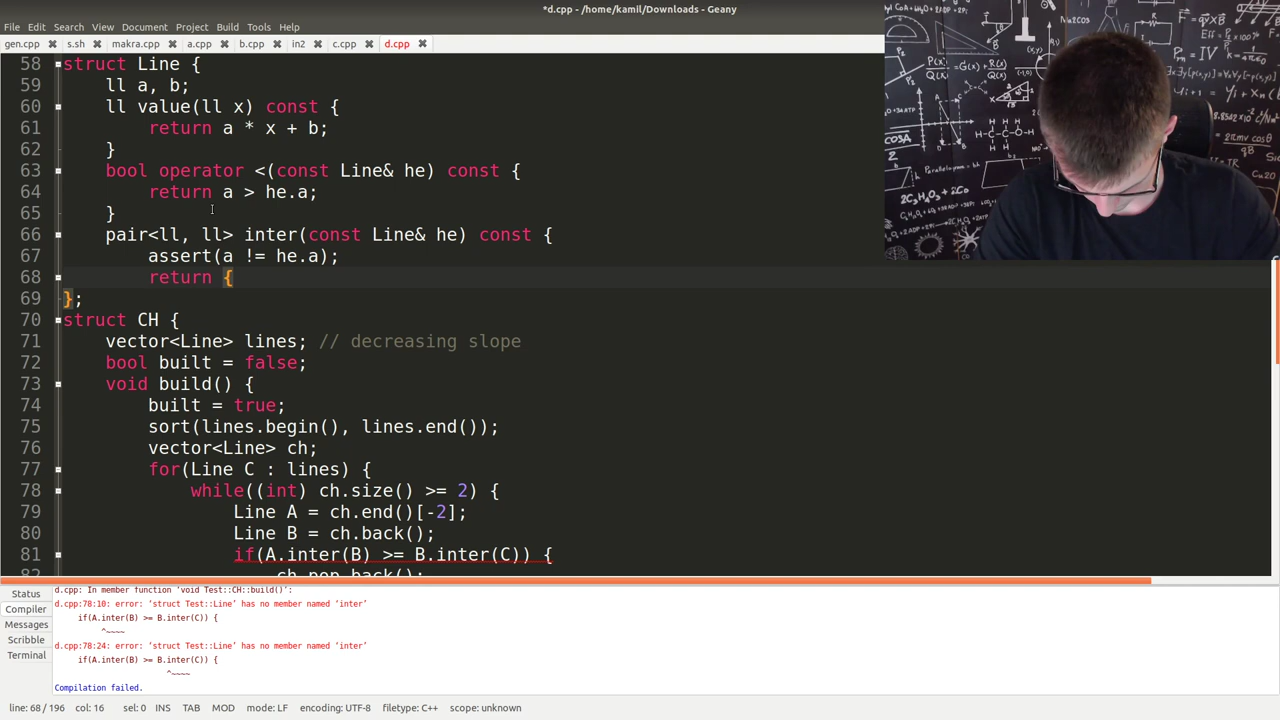 *d.cpp - /home/kamil/Downloads - Geany
File Edit Search View Document Project Build Tools Help
gen.cpp s.sh makra.cpp a.cpp b.cpp in2 c.cpp d.cpp
58 struct Line {
59 ll a, b;
60 ll value(ll x) const {
61 return a * x + b;
62 }
63 bool operator <(const Line& he) const {
64 return a > he.a;
65 }
66 pair<ll, ll> inter(const Line& he) const {
67 assert(a != he.a);
68 return {
69 };
70 struct CH {
71 vector<Line> lines; // decreasing slope
72 bool built = false;
73 void build() {
74 built = true;
75 sort(lines.begin(), lines.end());
76 vector<Line> ch;
77 for(Line C : lines) {
78 while((int) ch.size() >= 2) {
79 Line A = ch.end()[-2];
80 Line B = ch.back();
81 if(A.inter(B) >= B.inter(C)) {
82 ch.pop_back();
Status
Compiler
Messages
Scribble
Terminal
d.cpp: In member function ‘void Test::CH::build()’:
d.cpp:78:10: error: ‘struct Test::Line’ has no member named ‘inter’
if(A.inter(B) >= B.inter(C)) {
^~~~~
d.cpp:78:24: error: ‘struct Test::Line’ has no member named ‘inter’
if(A.inter(B) >= B.inter(C)) {
^~~~~
Compilation failed.
line: 68 / 196 col: 16 sel: 0 INS TAB MOD mode: LF encoding: UTF-8 filetype: C++ scope: unknown